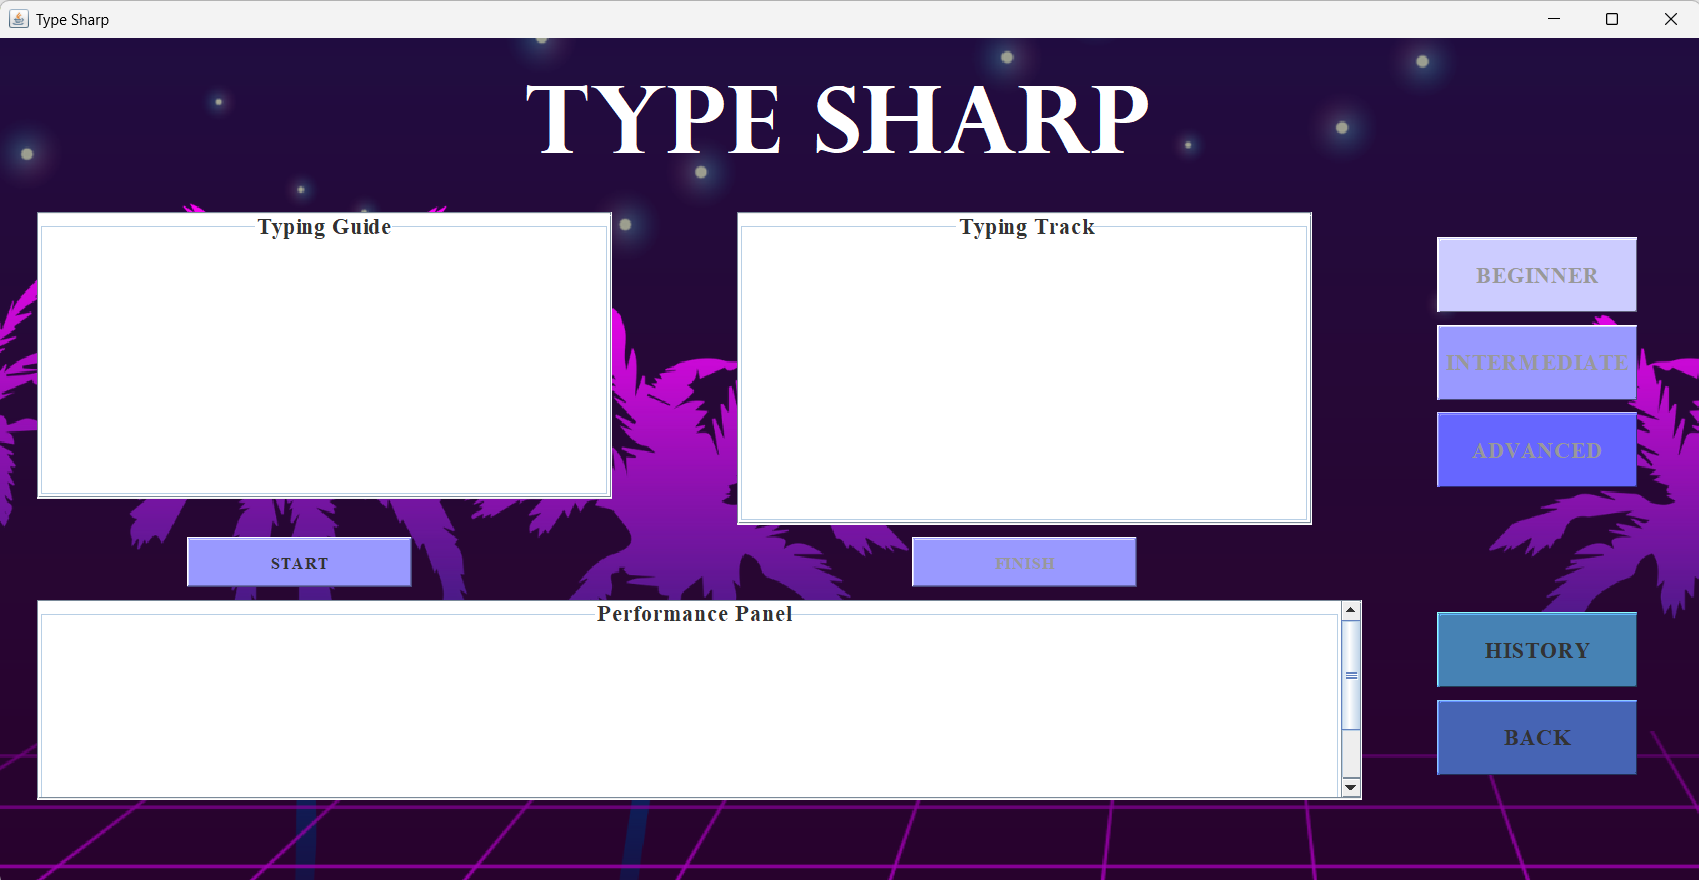 Type Sharp
TYPE SHARP
Typing Guide
Typing Track
BEGINNER
INTERMEDIATE
ADVANCED
START
FINISH
Performance Panel
HISTORY
BACK